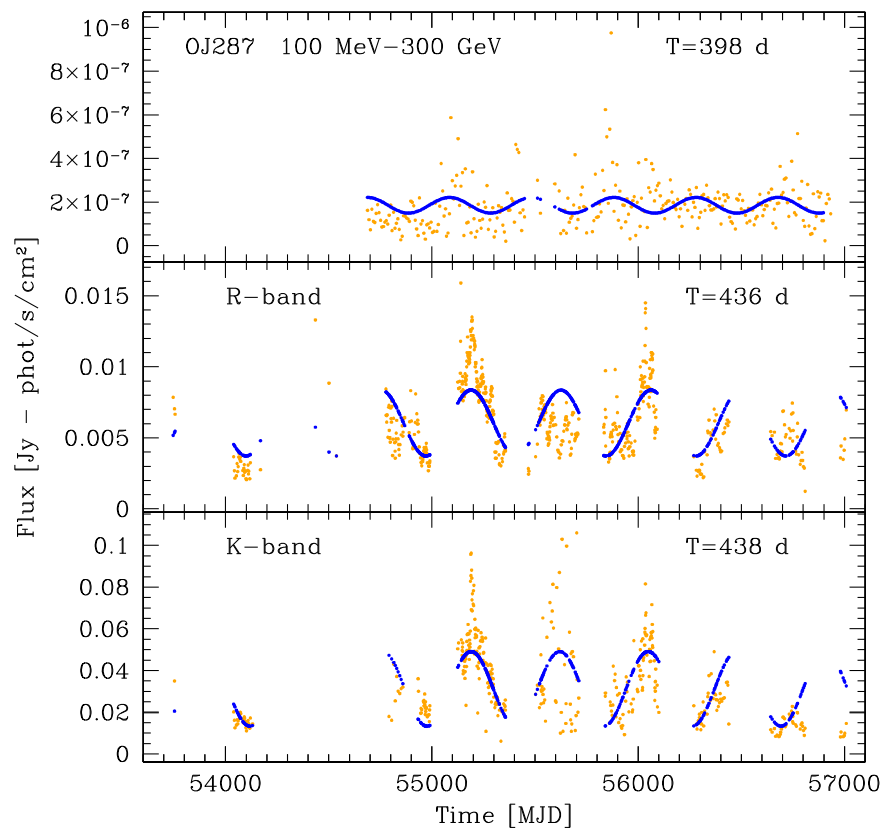 10⁻⁶
OJ287 100 MeV−300 GeV T=398 d
8×10⁻⁷
6×10⁻⁷
4×10⁻⁷
2×10⁻⁷
0
R−band T=436 d
0.015
0.01
0.005
0
K−band T=438 d
0.1
0.08
0.06
0.04
0.02
0
Flux [Jy − phot/s/cm²]
54000 55000 56000 57000
Time [MJD]